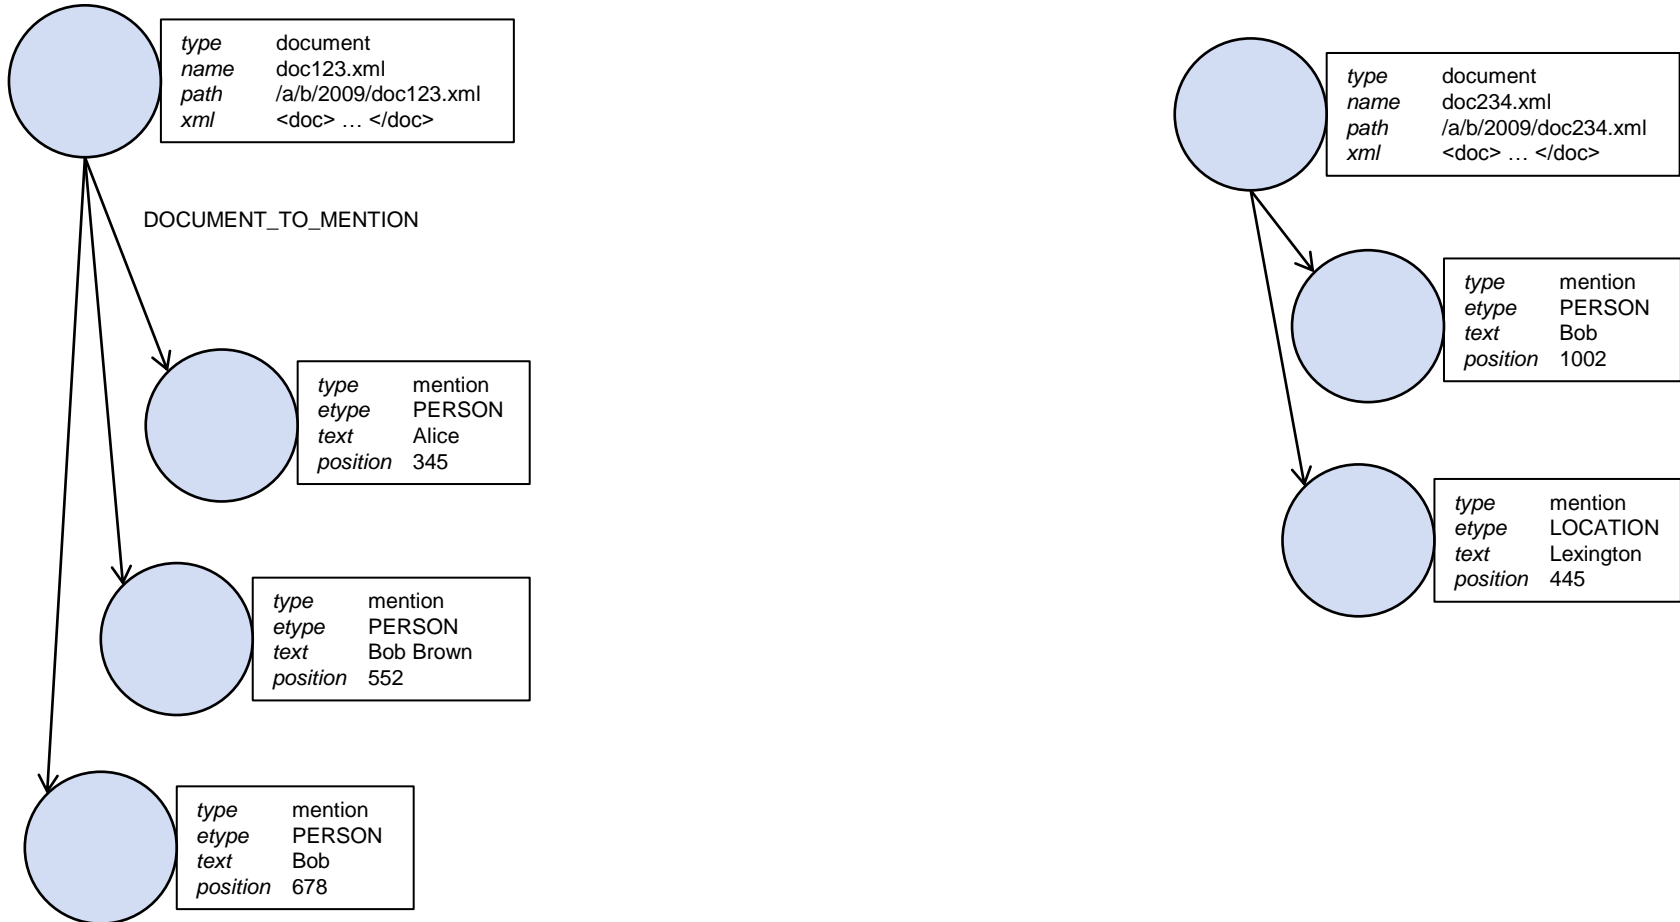 type document
name doc123.xml
path /a/b/2009/doc123.xml
xml <doc> … </doc>
DOCUMENT_TO_MENTION
type mention
etype PERSON
text Alice
position 345
type mention
etype PERSON
text Bob Brown
position 552
type mention
etype PERSON
text Bob
position 678
type document
name doc234.xml
path /a/b/2009/doc234.xml
xml <doc> … </doc>
type mention
etype PERSON
text Bob
position 1002
type mention
etype LOCATION
text Lexington
position 445